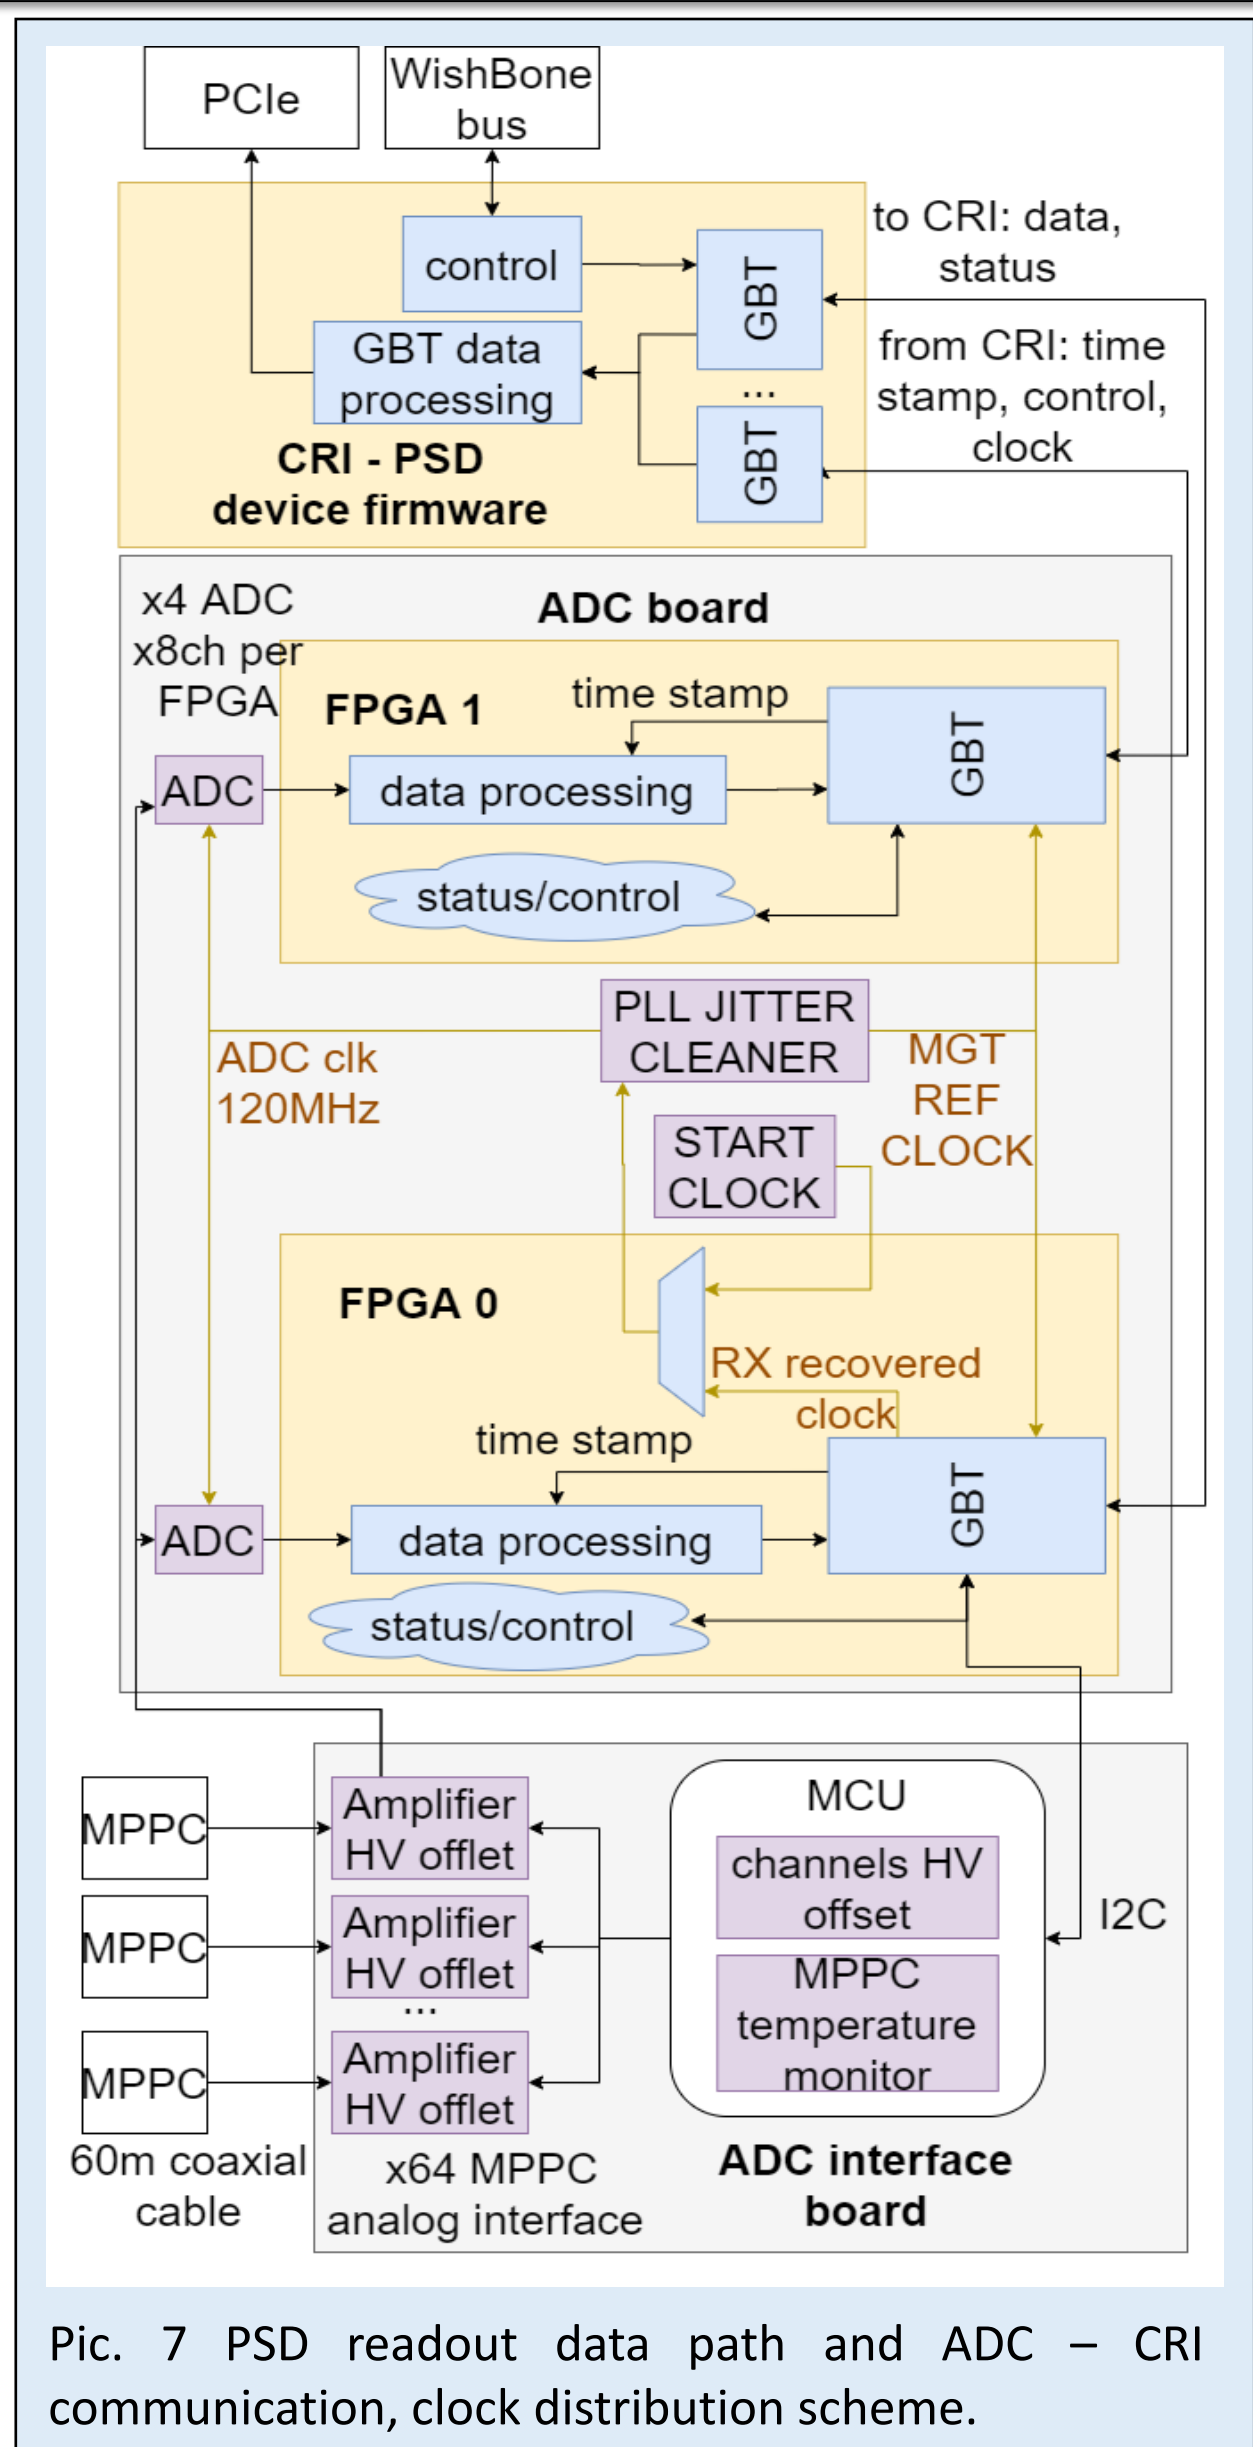 PCIe
WishBone
bus
control
GBT
to CRI: data,
status
GBT data
processing
from CRI: time
stamp, control,
clock
...
GBT
CRI - PSD
device firmware
x4 ADC
x8ch per
FPGA
ADC board
FPGA 1
time stamp
GBT
ADC
data processing
status/control
PLL JITTER
CLEANER
ADC clk
120MHz
MGT
REF
CLOCK
START
CLOCK
FPGA 0
RX recovered
clock
time stamp
GBT
ADC
data processing
status/control
MPPC
Amplifier
HV offlet
MCU
channels HV
offset
I2C
MPPC
Amplifier
HV offlet
...
MPPC
temperature
monitor
MPPC
Amplifier
HV offlet
60m coaxial
cable
x64 MPPC
analog interface
ADC interface
board
Pic. 7 PSD readout data path and ADC – CRI
communication, clock distribution scheme.